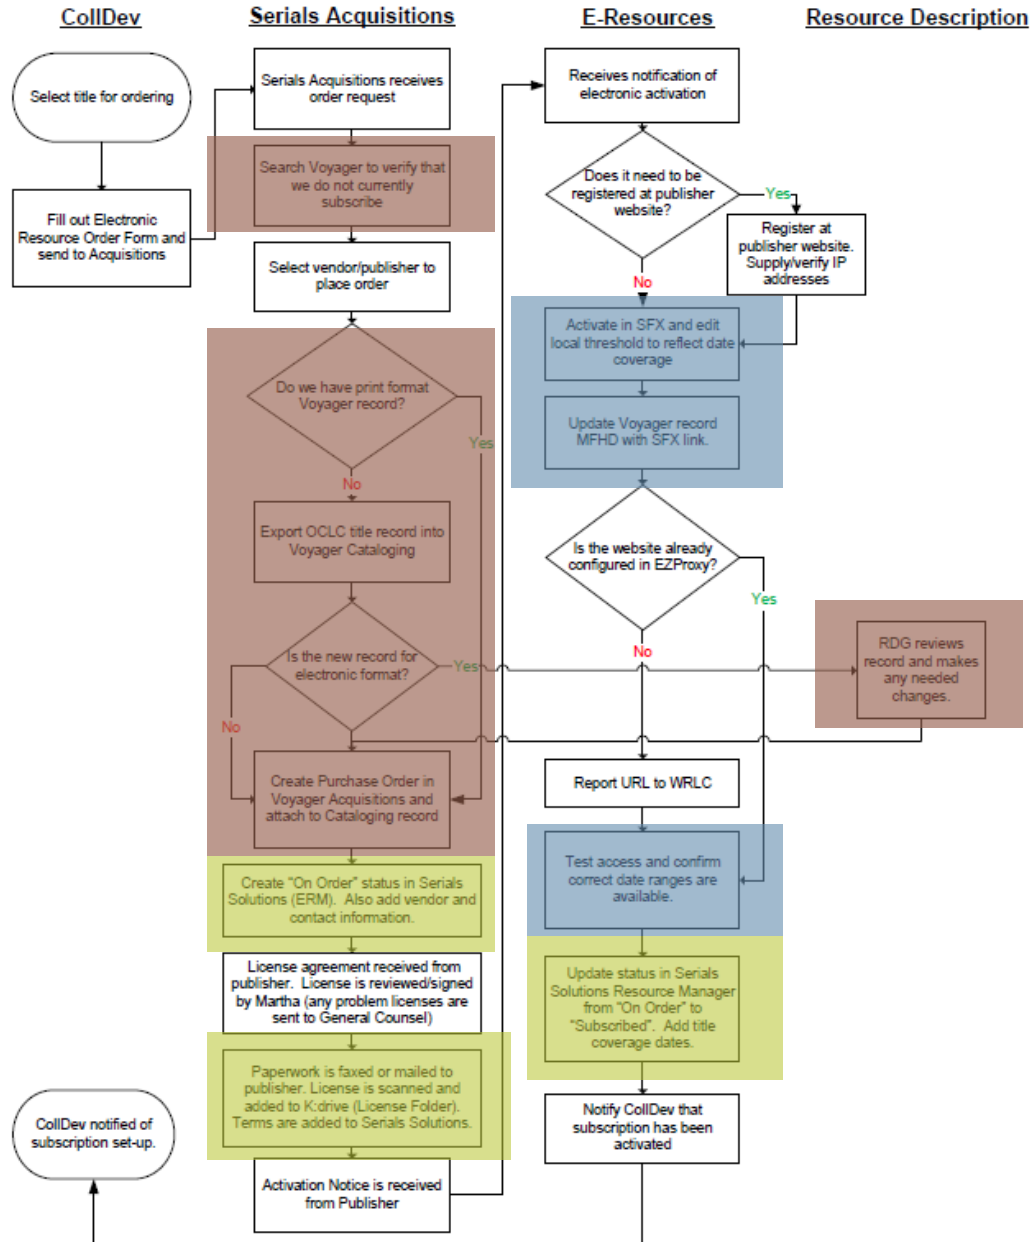 CollDev
Serials Acquisitions
E-Resources
Resource Description
Select title for ordering
Fill out Electronic
Resource Order Form and
send to Acquisitions
CollDev notified of
subscription set-up.
Serials Acquisitions receives
order request
Search Voyager to verify that
we do not currently
subscribe
Select vendor/publisher to
place order
Do we have print format
Voyager record?
Yes
No
Export OCLC title record into
Voyager Cataloging
Is the new record for
electronic format?
Yes
No
Create Purchase Order in
Voyager Acquisitions and
attach to Cataloging record
Create "On Order" status in Serials
Solutions (ERM). Also add vendor and
contact information.
License agreement received from
publisher. License is reviewed/signed
by Martha (any problem licenses are
sent to General Counsel)
Paperwork is faxed or mailed to
publisher. License is scanned and
added to K:drive (License Folder).
Terms are added to Serials Solutions.
Activation Notice is received
from Publisher
Receives notification of
electronic activation
Does it need to be
registered at publisher
website?
Yes
Register at
publisher website.
Supply/verify IP
addresses
No
Activate in SFX and edit
local threshold to reflect date
coverage
Update Voyager record
MFHD with SFX link.
Is the website already
configured in EZProxy?
Yes
No
Report URL to WRLC
Test access and confirm
correct date ranges are
available.
Update status in Serials
Solutions Resource Manager
from "On Order" to
"Subscribed". Add title
coverage dates.
Notify CollDev that
subscription has been
activated
RDG reviews
record and makes
any needed
changes.